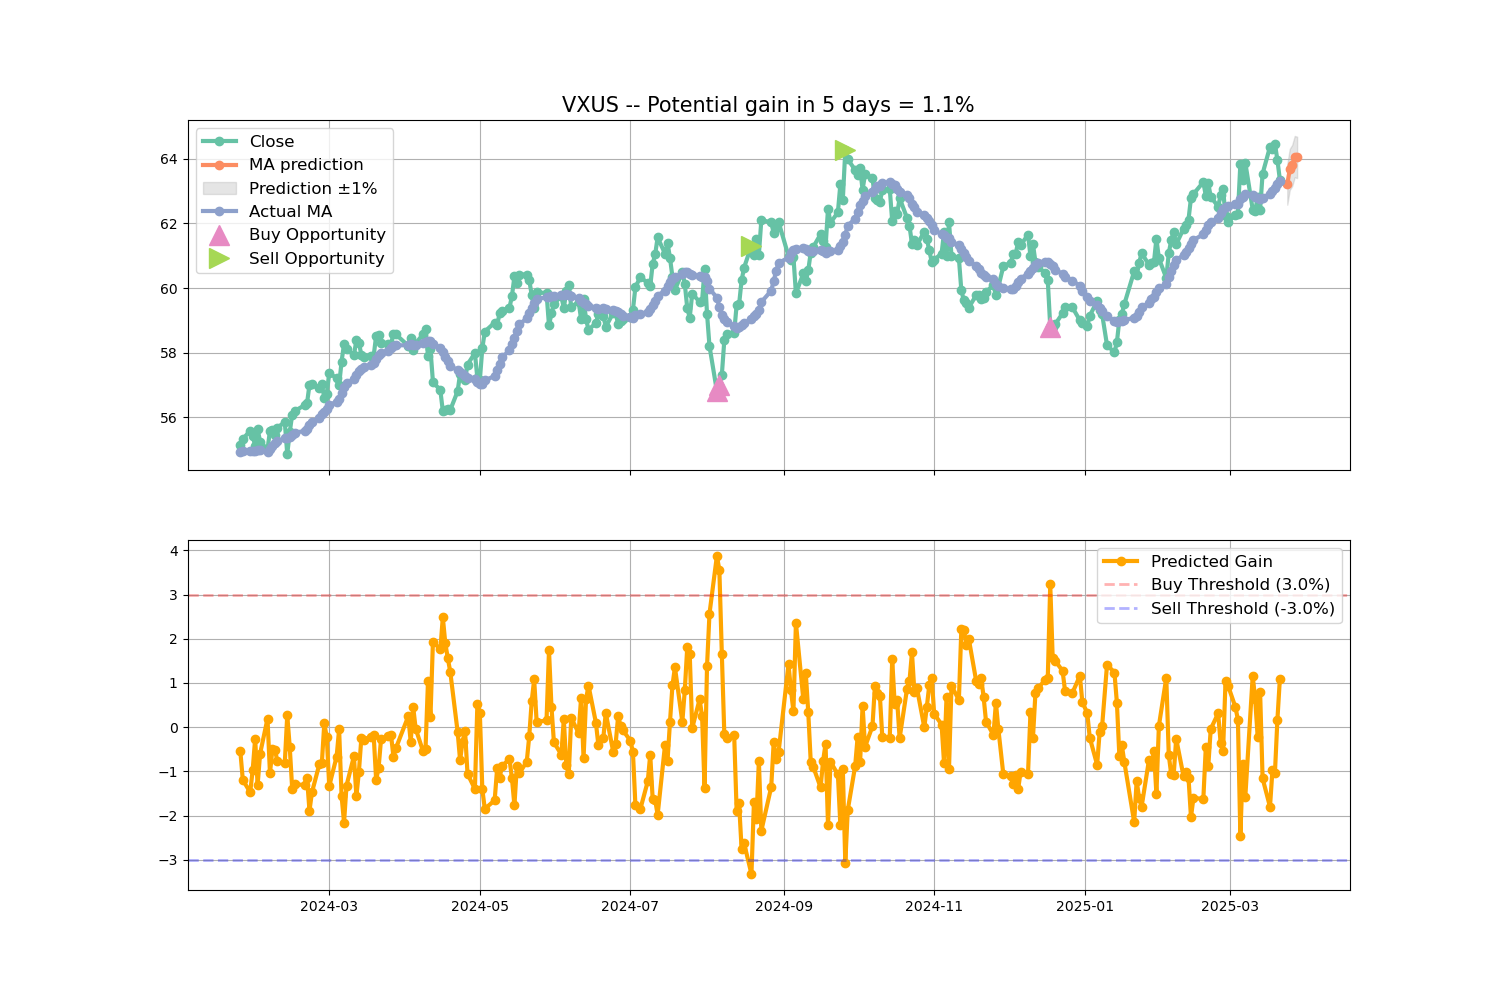 VXUS -- Potential gain in 5 days = 1.1%
Close
MA prediction
Prediction ±1%
Actual MA
Buy Opportunity
Sell Opportunity
64
62
60
58
56
Predicted Gain
Buy Threshold (3.0%)
Sell Threshold (-3.0%)
4
3
2
1
0
−1
−2
−3
2024-03 2024-05 2024-07 2024-09 2024-11 2025-01 2025-03